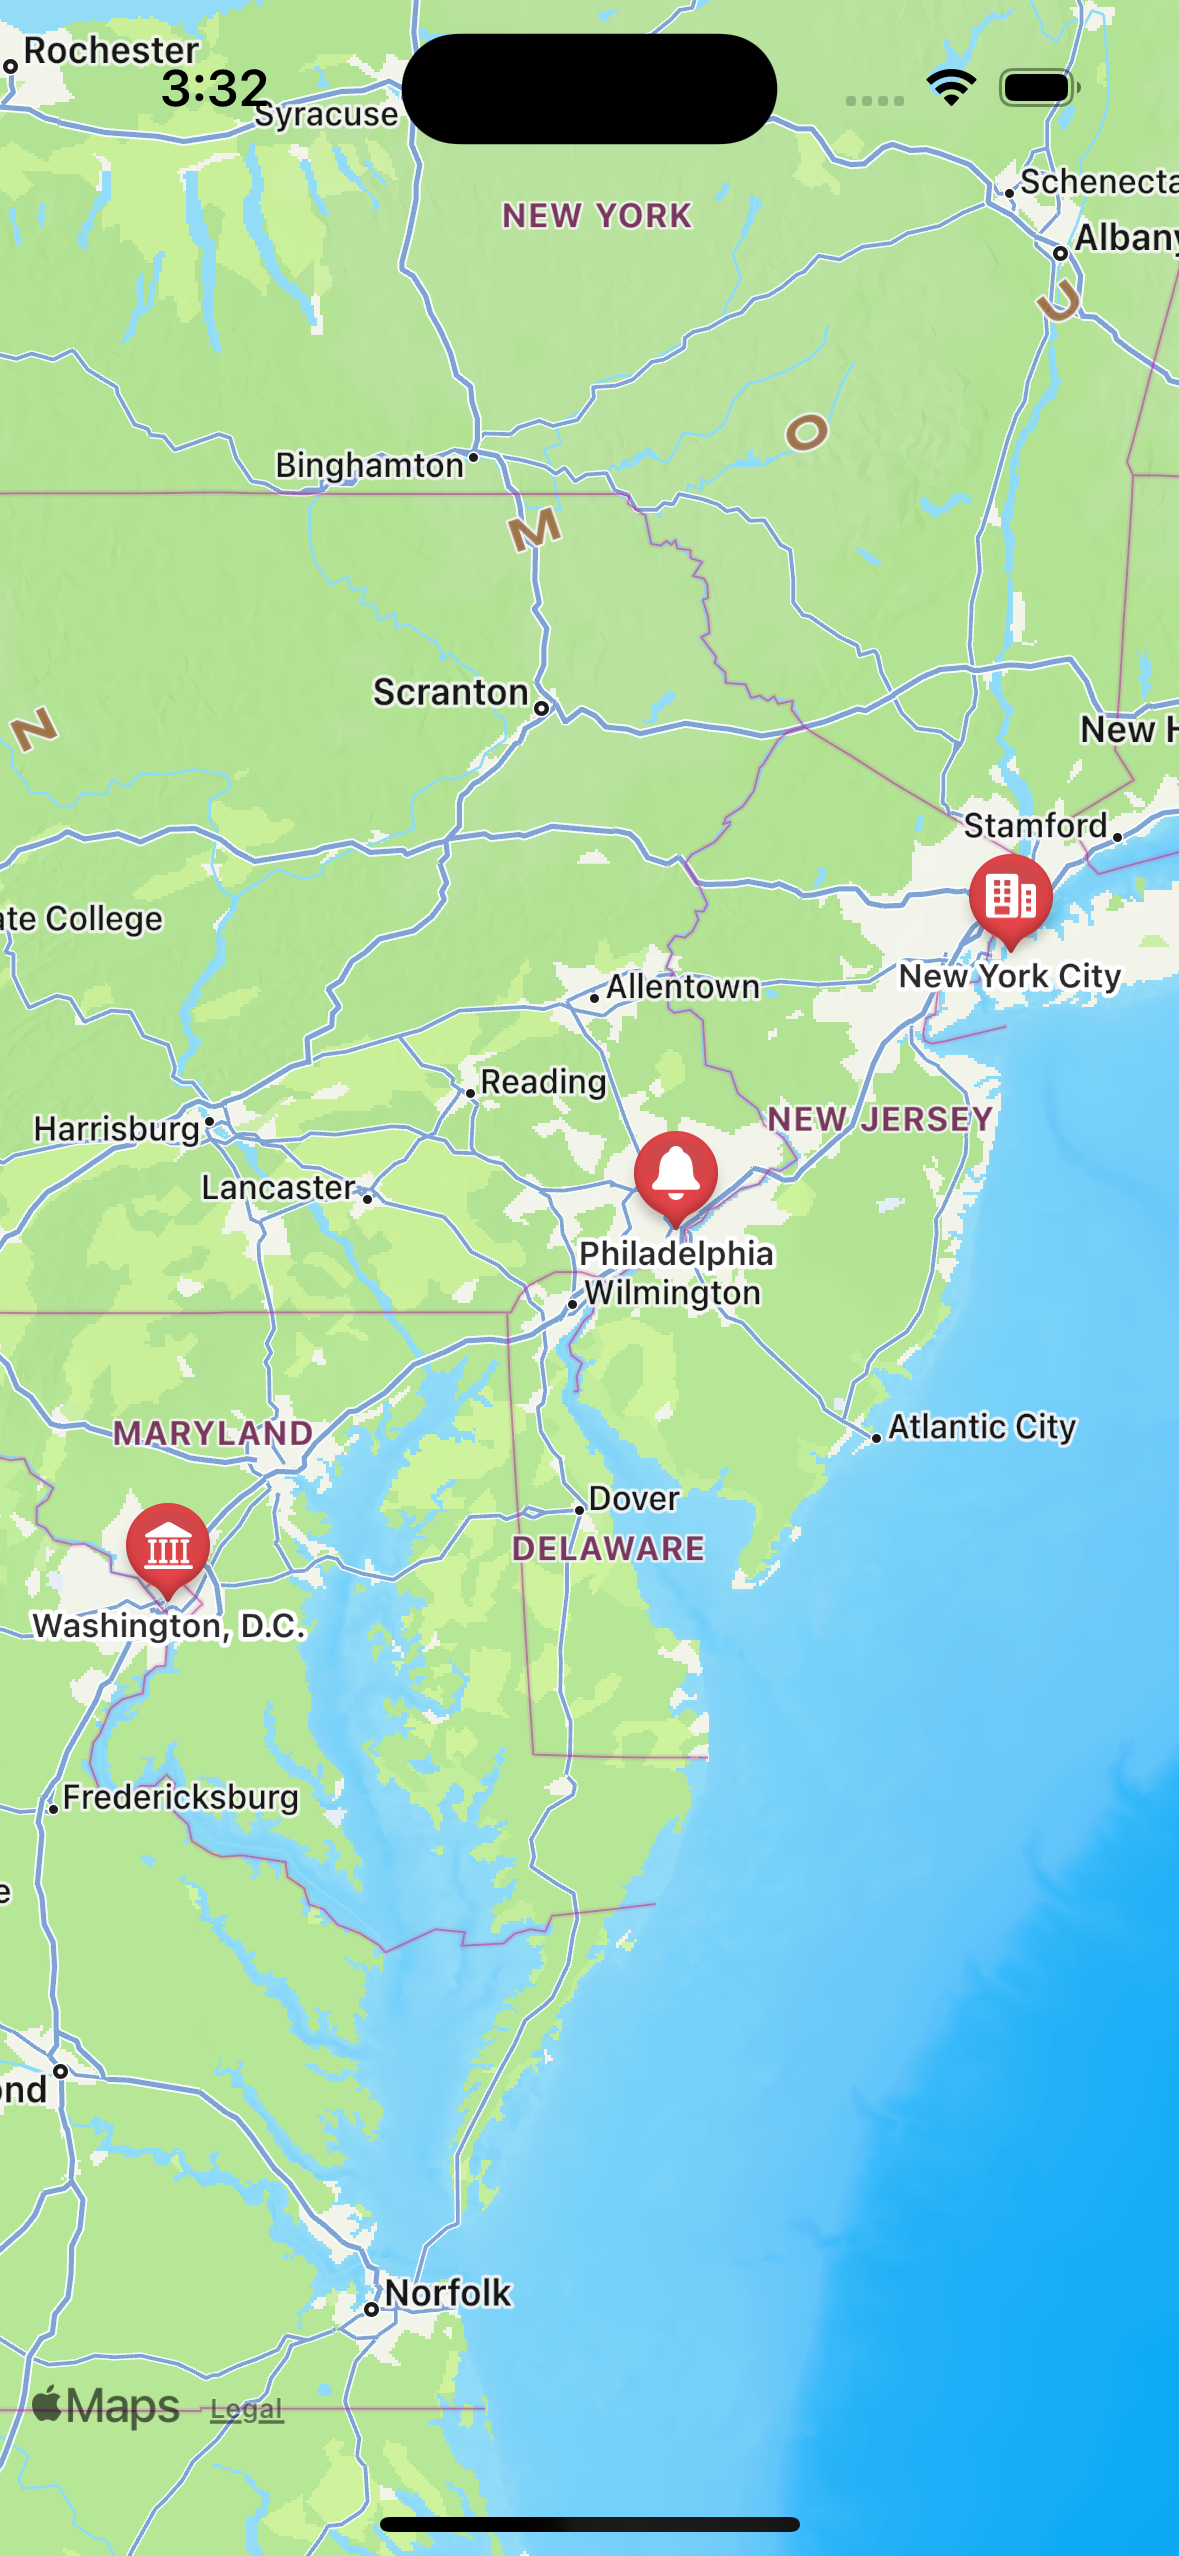 Rochester
3:32
Syracuse
Schenecta
NEW YORK
Albany
U
O
Binghamton
M
Scranton
N
New H
Stamford
ate College
New York City
Allentown
Reading
NEW JERSEY
Harrisburg
Lancaster
Philadelphia
Wilmington
Atlantic City
MARYLAND
Dover
DELAWARE
Washington, D.C.
Fredericksburg
e
ond
Norfolk
Maps Legal